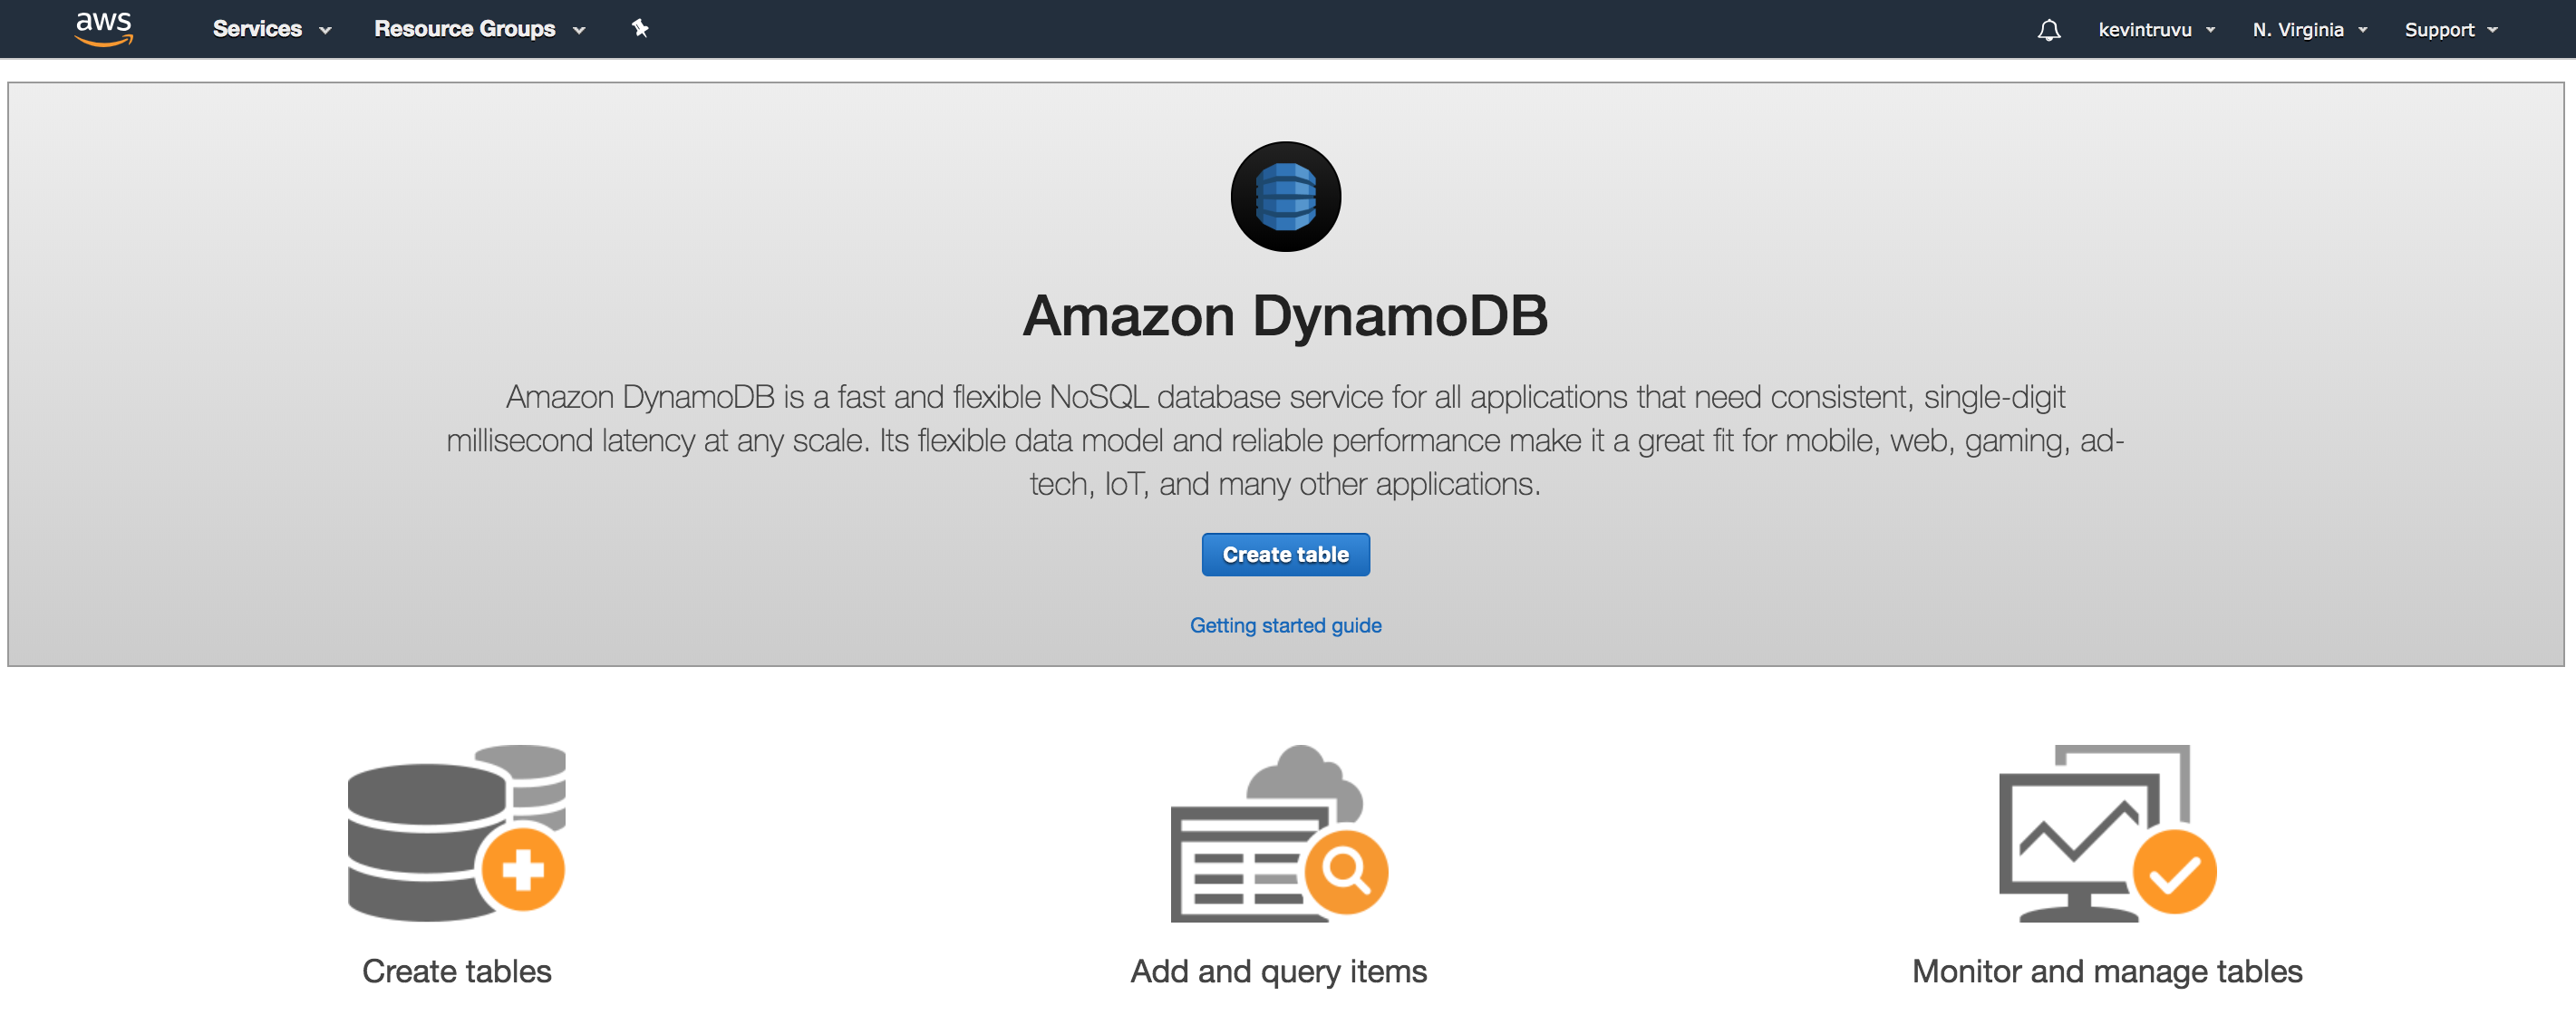 aws
Services
Resource Groups
kevintruvu
N. Virginia
Support
Amazon DynamoDB
Amazon DynamoDB is a fast and flexible NoSQL database service for all applications that need consistent, single-digit
millisecond latency at any scale. Its flexible data model and reliable performance make it a great fit for mobile, web, gaming, ad-
tech, IoT, and many other applications.
Create table
Getting started guide
Create tables
Add and query items
Monitor and manage tables